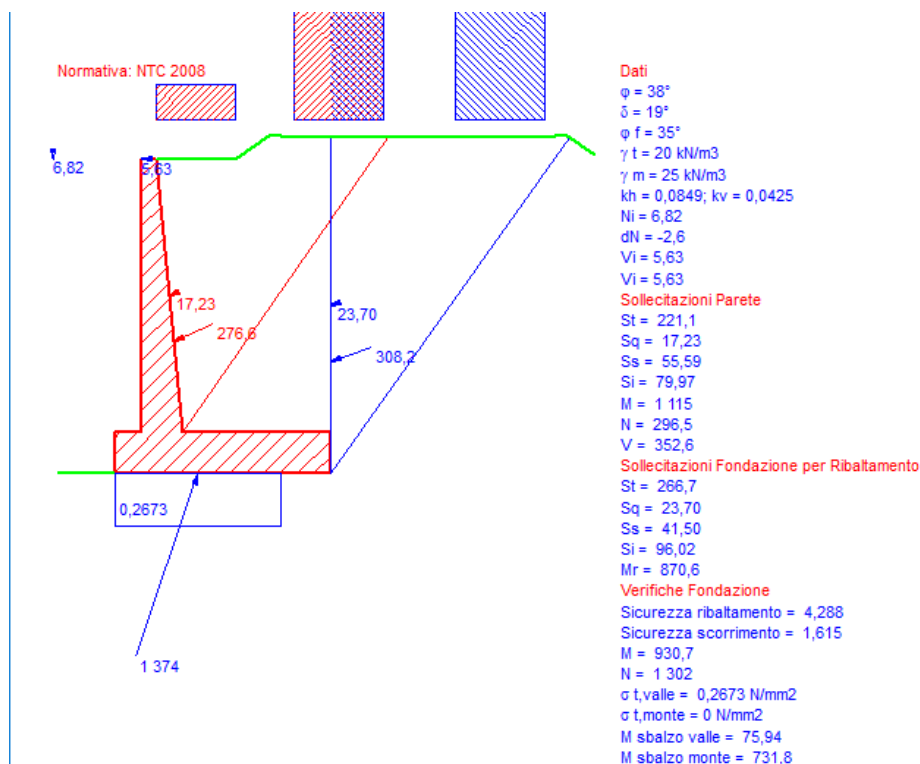 Normativa: NTC 2008
6,82
5,63
17,23
276,6
23,70
308,2
0,2673
1 374
Dati
φ = 38°
δ = 19°
φ f = 35°
γ t = 20 kN/m3
γ m = 25 kN/m3
kh = 0,0849; kv = 0,0425
Ni = 6,82
dN = -2,6
Vi = 5,63
Vi = 5,63
Sollecitazioni Parete
St = 221,1
Sq = 17,23
Ss = 55,59
Si = 79,97
M = 1 115
N = 296,5
V = 352,6
Sollecitazioni Fondazione per Ribaltamento
St = 266,7
Sq = 23,70
Ss = 41,50
Si = 96,02
Mr = 870,6
Verifiche Fondazione
Sicurezza ribaltamento = 4,288
Sicurezza scorrimento = 1,615
M = 930,7
N = 1 302
σ t,valle = 0,2673 N/mm2
σ t,monte = 0 N/mm2
M sbalzo valle = 75,94
M sbalzo monte = 731,8